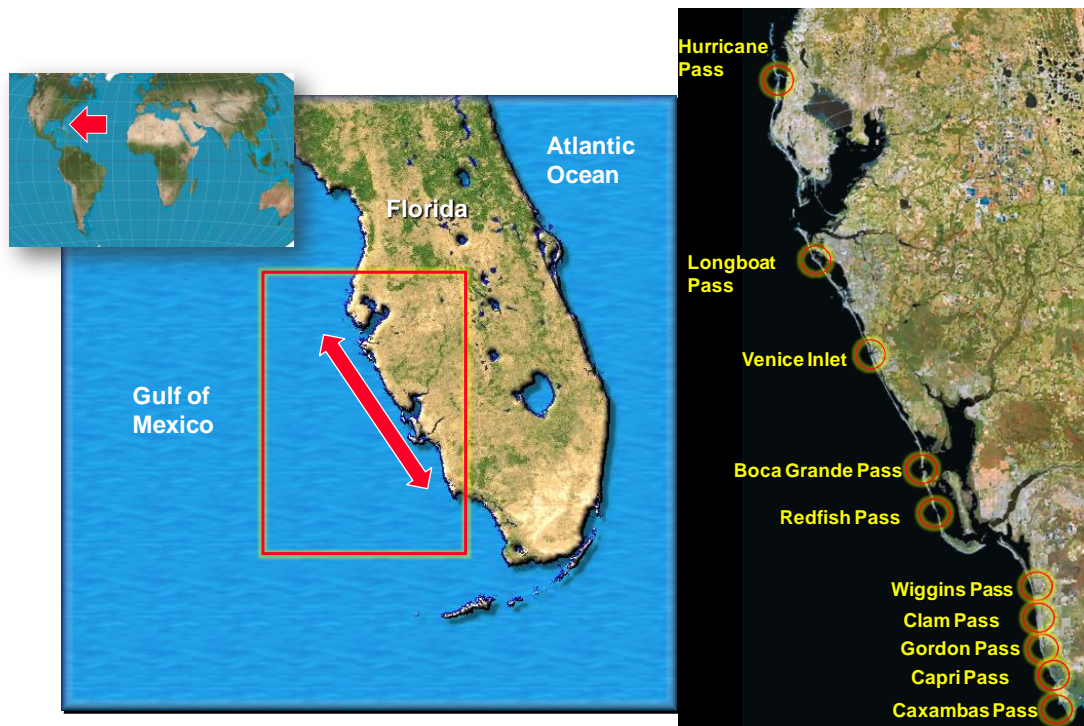 Atlantic
Ocean
Florida
Gulf of
Mexico
Hurricane
Pass
Longboat
Pass
Venice Inlet
Boca Grande Pass
Redfish Pass
Wiggins Pass
Clam Pass
Gordon Pass
Capri Pass
Caxambas Pass